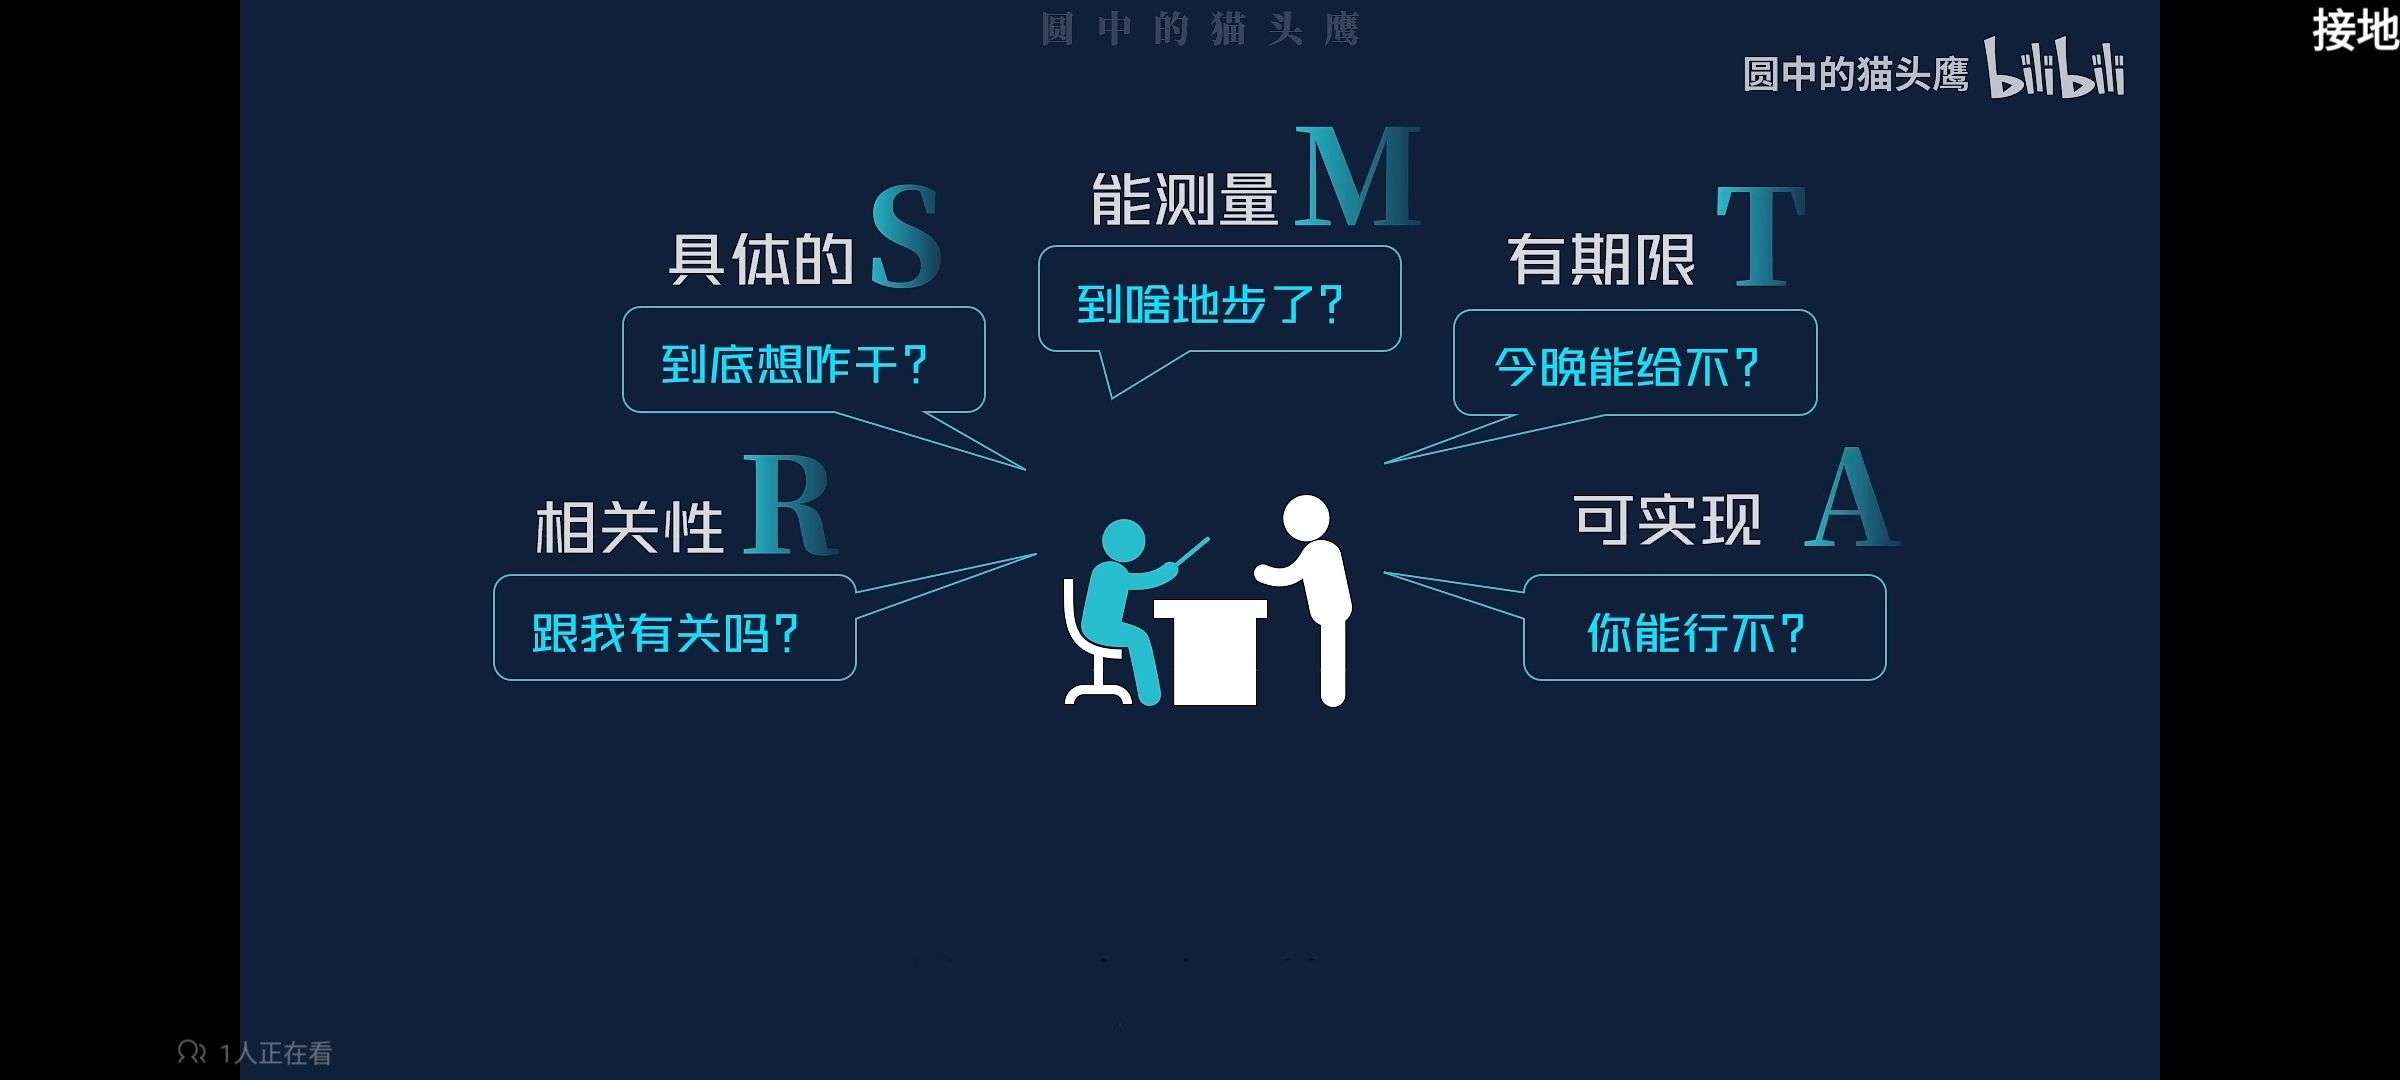 圆中的猫头鹰
接地
圆中的猫头鹰 bilibili
能测量 M
具体的 S
有期限 T
到啥地步了?
到底想咋干?
今晚能给不?
相关性 R
可实现 A
跟我有关吗?
你能行不?
1人正在看